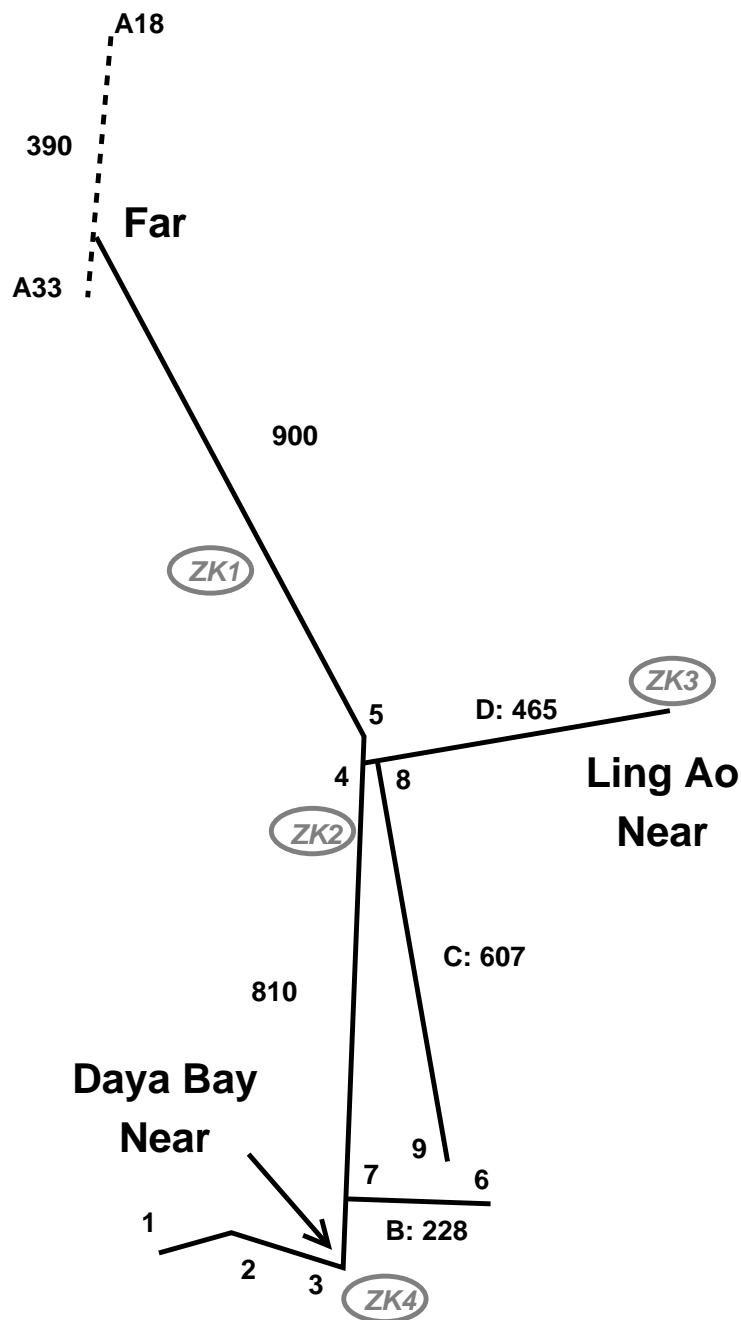 A18
390
Far
A33
900
ZK1
ZK3
5
D: 465
4
8
Ling Ao
Near
ZK2
C: 607
810
Daya Bay
Near
9
7
6
1
B: 228
2
3
ZK4